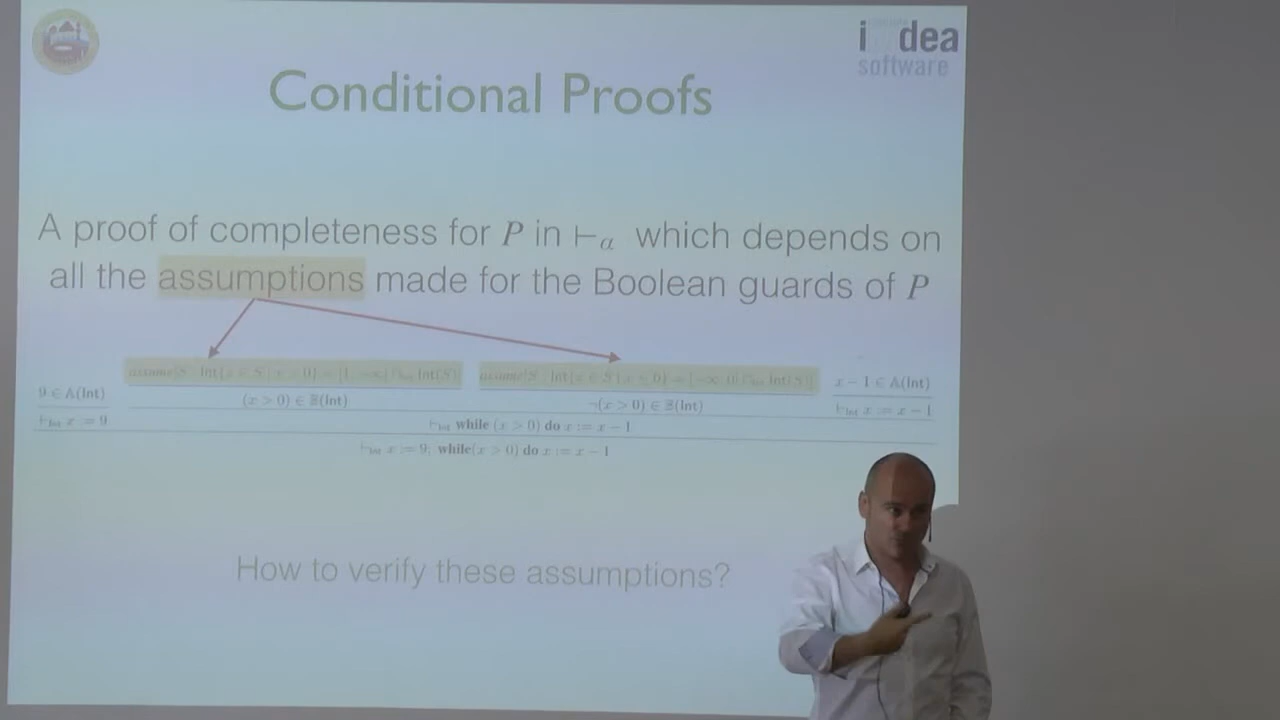 idea
software
Conditional Proofs
A proof of completeness for P in ⊢α which depends on
all the assumptions made for the Boolean guards of P
9 ∈ A(Int)
(x > 0) ∈ B(Int)
¬(x > 0) ∈ B(Int)
x − 1 ∈ A(Int)
⊢Int x := 9
⊢Int while (x > 0) do x := x − 1
⊢Int x := x − 1
⊢Int x := 9; while(x > 0) do x := x − 1
How to verify these assumptions?